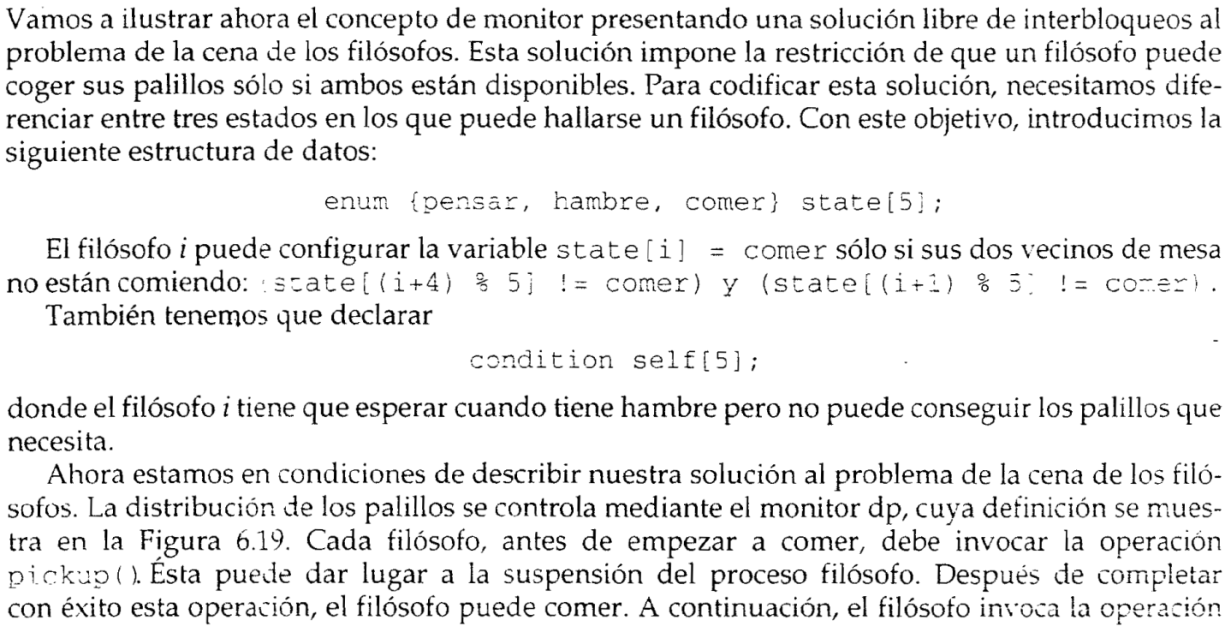 Vamos a ilustrar ahora el concepto de monitor presentando una solución libre de interbloqueos al
problema de la cena de los filósofos. Esta solución impone la restricción de que un filósofo puede
coger sus palillos sólo si ambos están disponibles. Para codificar esta solución, necesitamos dife-
renciar entre tres estados en los que puede hallarse un filósofo. Con este objetivo, introducimos la
siguiente estructura de datos:
enum {pensar, hambre, comer} state[5];
El filósofo i puede configurar la variable state[i] = comer sólo si sus dos vecinos de mesa
no están comiendo: (state[(i+4) % 5] != comer) y (state[(i+1) % 5] != comer).
También tenemos que declarar
condition self[5];
donde el filósofo i tiene que esperar cuando tiene hambre pero no puede conseguir los palillos que
necesita.
Ahora estamos en condiciones de describir nuestra solución al problema de la cena de los filó-
sofos. La distribución de los palillos se controla mediante el monitor dp, cuya definición se mues-
tra en la Figura 6.19. Cada filósofo, antes de empezar a comer, debe invocar la operación
pickup(). Ésta puede dar lugar a la suspensión del proceso filósofo. Después de completar
con éxito esta operación, el filósofo puede comer. A continuación, el filósofo invoca la operación